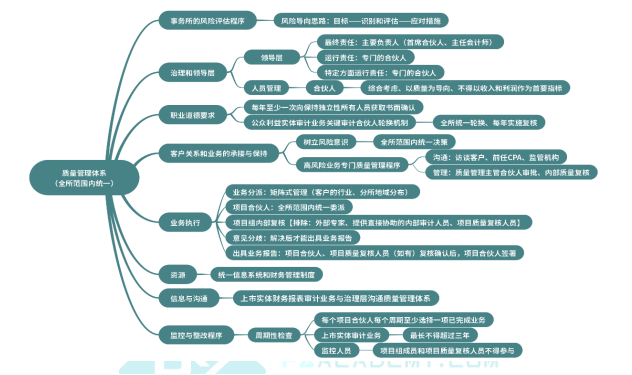 质量管理体系
(全所范围内统一)
事务所的风险评估程序
风险导向思路:目标——识别和评估——应对措施
治理和领导层
领导层
最终责任:主要负责人(首席合伙人、主任会计师)
运行责任:专门的合伙人
特定方面运行责任:专门的合伙人
人员管理
合伙人
综合考虑、以质量为导向、不得以收入和利润作为首要指标
职业道德要求
每年至少一次向保持独立性所有人员获取书面确认
公众利益实体审计业务关键审计合伙人轮换机制
全所统一轮换、每年实施复核
客户关系和业务的承接与保持
树立风险意识
全所范围内统一决策
高风险业务专门质量管理程序
沟通:访谈客户、前任CPA、监管机构
管理:质量管理主管合伙人审批、内部质量复核
业务执行
业务分派:矩阵式管理(客户的行业、分所地域分布)
项目合伙人:全所范围内统一委派
项目组内部复核【排除:外部专家、提供直接协助的内部审计人员、项目质量复核人员】
意见分歧:解决后才能出具业务报告
出具业务报告:项目合伙人、项目质量复核人员(如有)复核确认后,项目合伙人签署
资源
统一信息系统和财务管理制度
信息与沟通
上市实体财务报表审计业务与治理层沟通质量管理体系
监控与整改程序
周期性检查
每个项目合伙人每个周期至少选择一项已完成业务
上市实体审计业务
最长不得超过三年
监控人员
项目组成员和项目质量复核人员不得参与